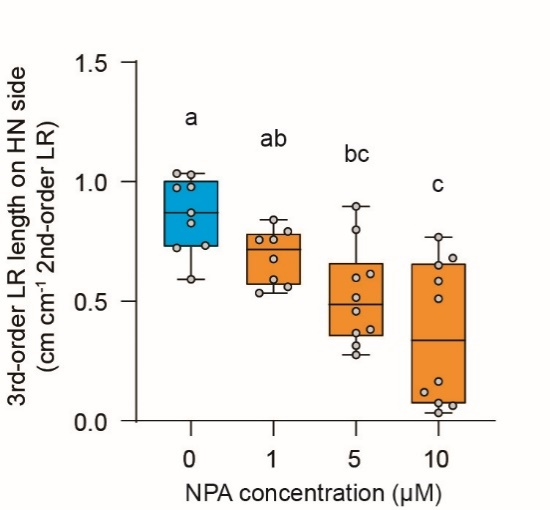 3rd-order LR length on HN side
(cm cm⁻¹ 2nd-order LR)
1.5
1.0
0.5
0.0
a
ab
bc
c
0 1 5 10
NPA concentration (µM)